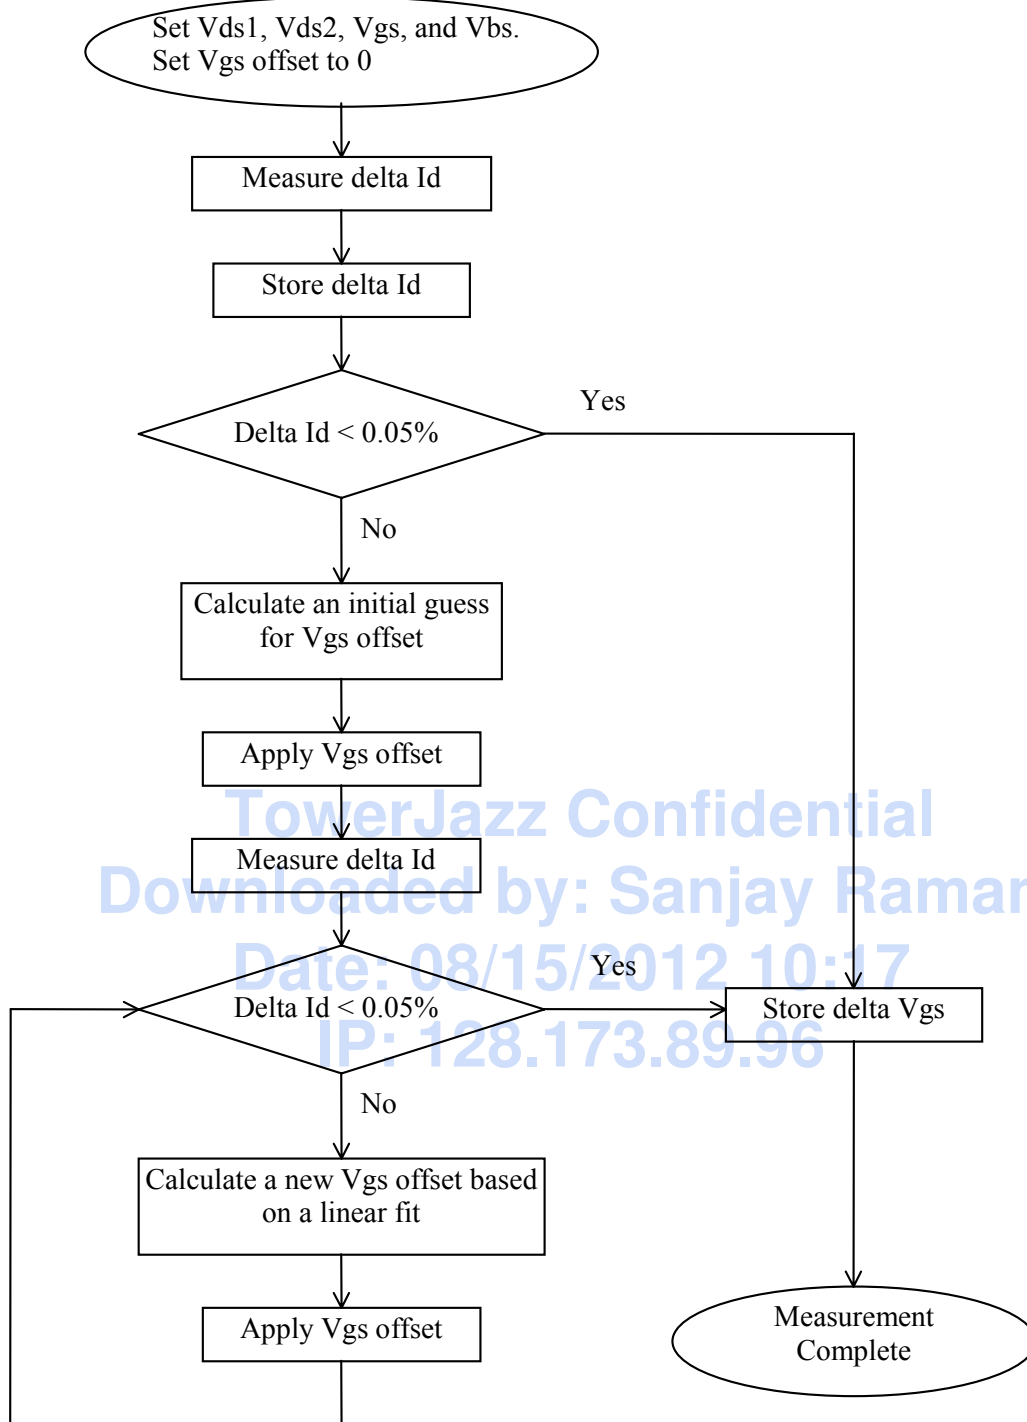 Set Vds1, Vds2, Vgs, and Vbs.
Set Vgs offset to 0
Measure delta Id
Store delta Id
Delta Id < 0.05%
Yes
No
Calculate an initial guess
for Vgs offset
Apply Vgs offset
TowerJazz Confidential
Measure delta Id
Downloaded by: Sanjay Raman
Date: 08/15/2012 10:17
Yes
Delta Id < 0.05%
Store delta Vgs
IP: 128.173.89.96
No
Calculate a new Vgs offset based
on a linear fit
Apply Vgs offset
Measurement
Complete